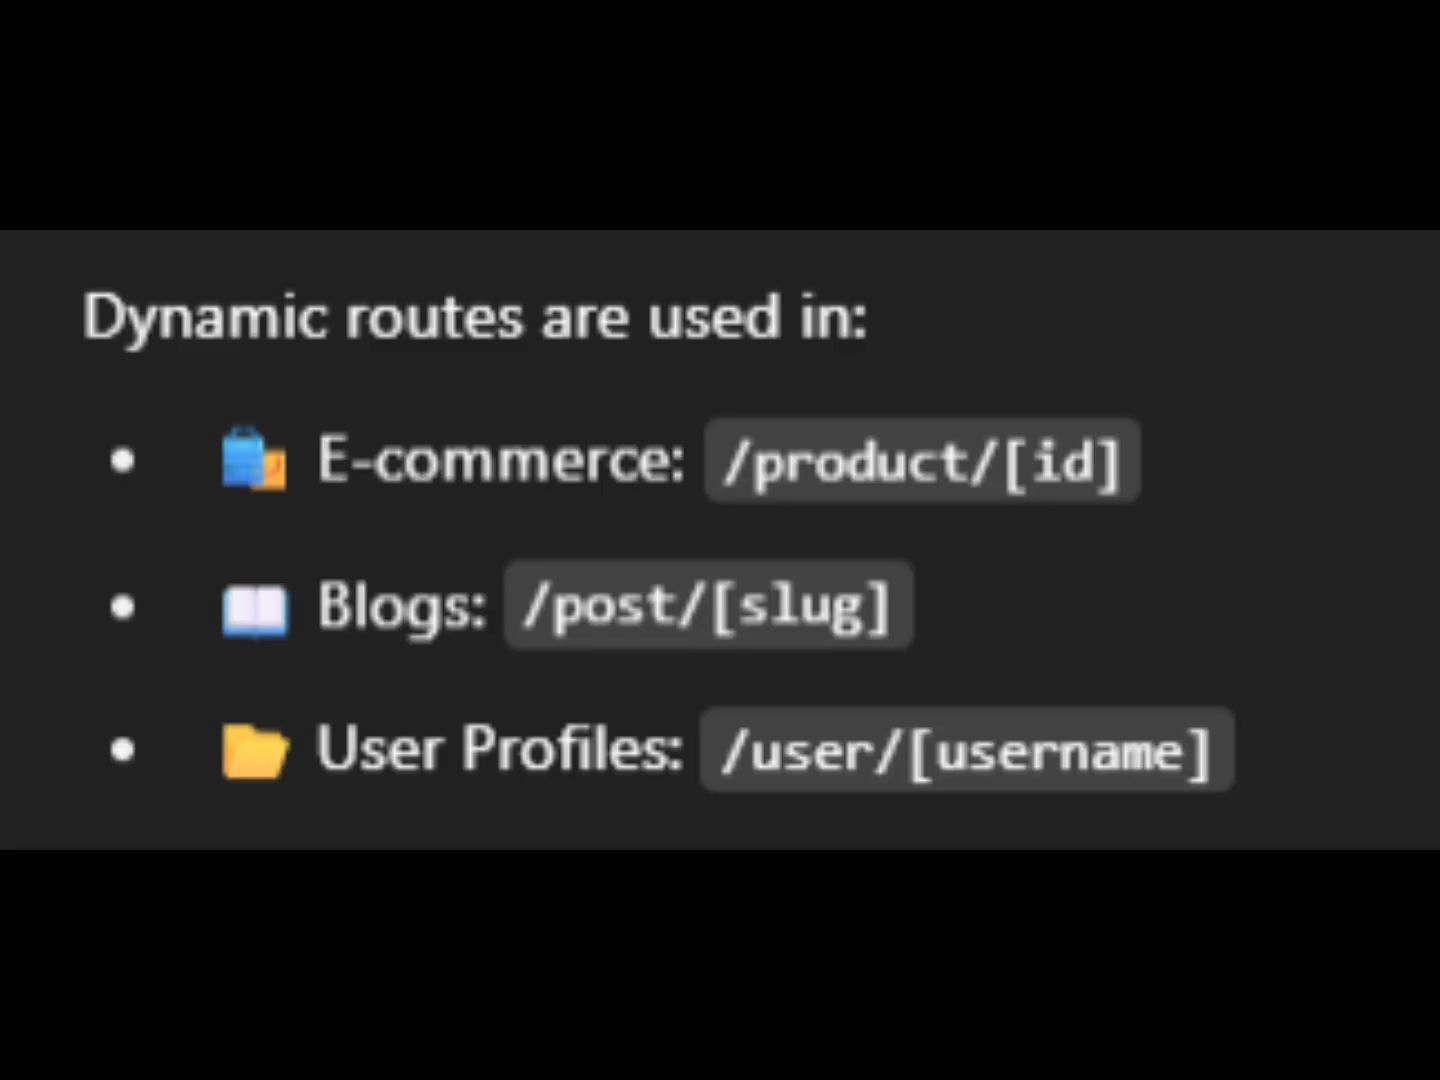 Dynamic routes are used in:
• 🛍️ E-commerce: /product/[id]
• 📖 Blogs: /post/[slug]
• 📂 User Profiles: /user/[username]